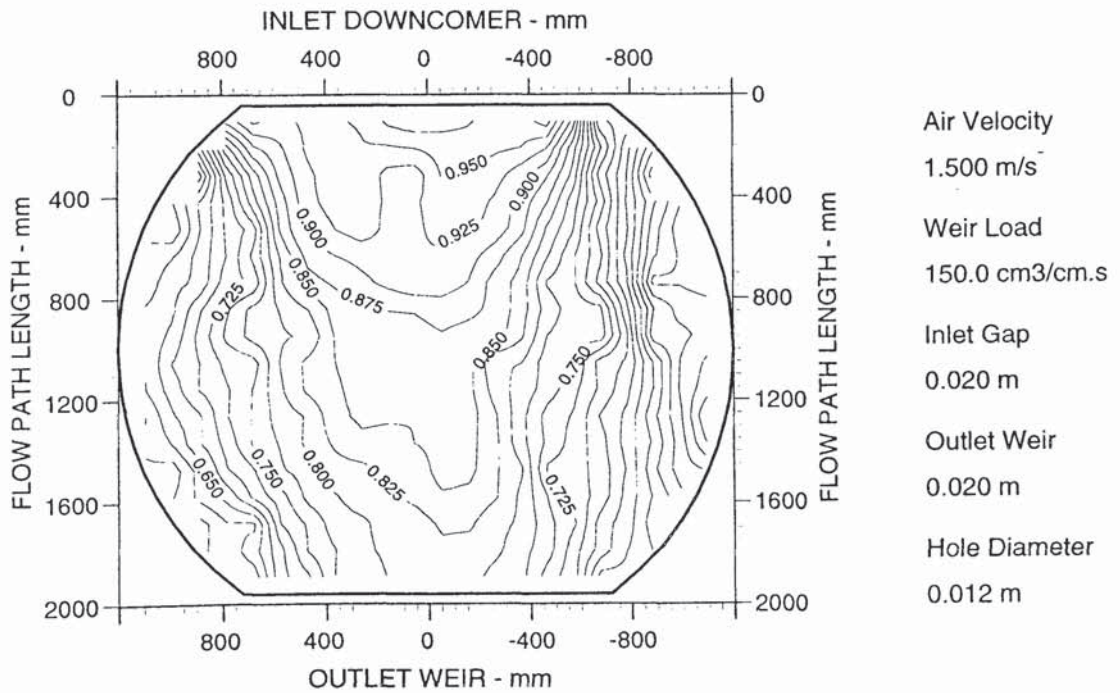 INLET DOWNCOMER - mm
800 400 0 -400 -800
0 0
400 400
800 800
1200 1200
1600 1600
2000 2000
FLOW PATH LENGTH - mm
FLOW PATH LENGTH - mm
0.950
0.925
0.900
0.900
0.875
0.850
0.850
0.725
0.750
0.825
0.800
0.750
0.650
0.725
800 400 0 -400 -800
OUTLET WEIR - mm
Air Velocity
1.500 m/s
Weir Load
150.0 cm3/cm.s
Inlet Gap
0.020 m
Outlet Weir
0.020 m
Hole Diameter
0.012 m